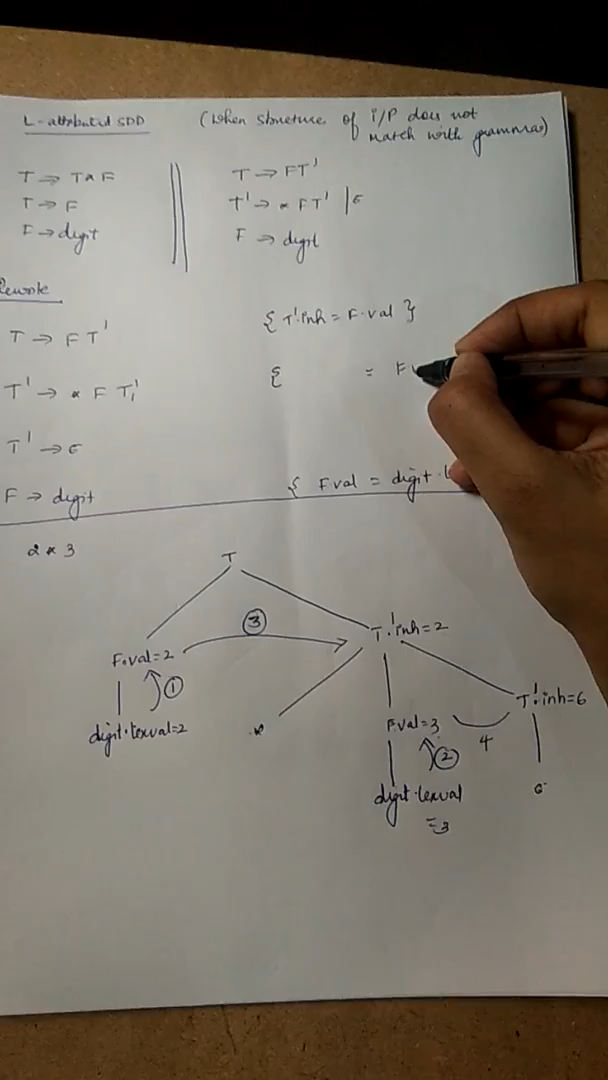 L-attributed SDD (When structure of i/p does not
match with grammar)
T → T * F
T → F
F → digit
T → FT'
T' → * FT' | ε
F → digit
Rewrote
T → F T' { T'.inh = F.val }
T' → * F T₁' { = F
T' → ε
F → digit { F.val = digit.l
2 * 3
T
③
T'.inh=2
F.val=2
①
T'.inh=6
digit.lexval=2
*
F.val=3
4
②
digit.lexval
=3
ε